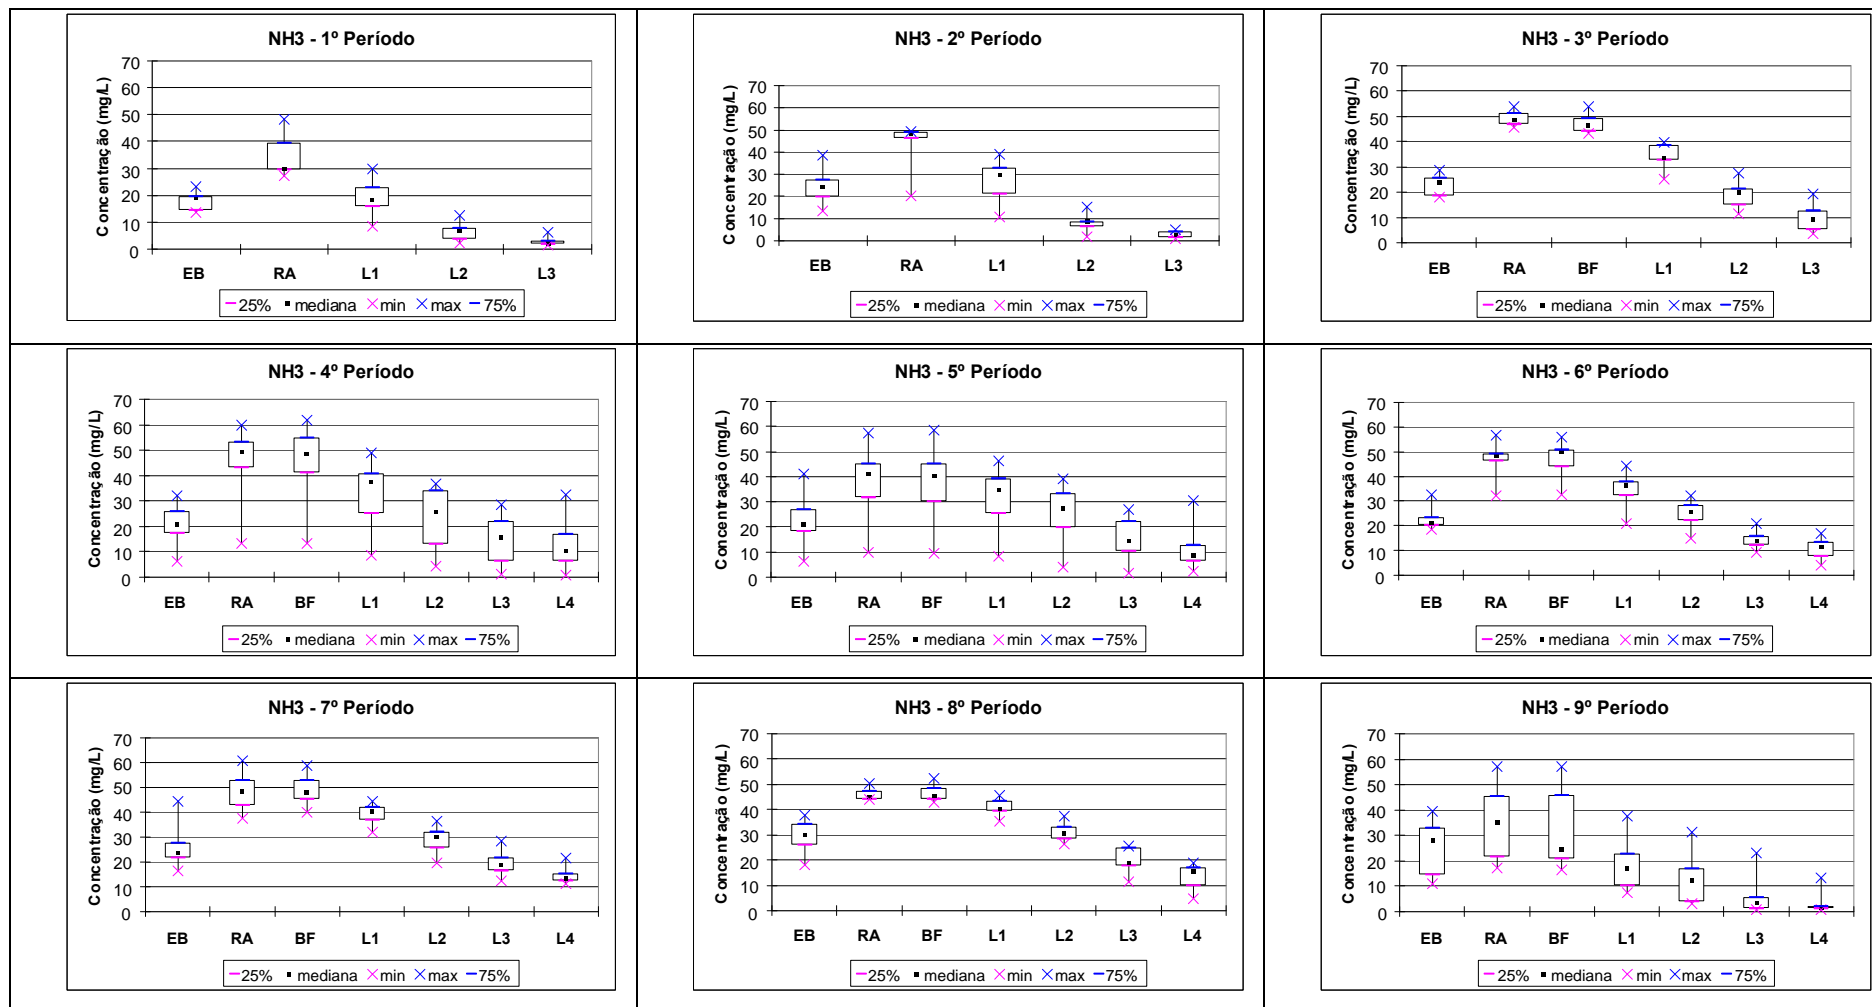 NH3 - 1º Período
Concentração (mg/L)
70
60
50
40
30
20
10
0
EB RA L1 L2 L3
25% mediana min max 75%
NH3 - 2º Período
Concentração (mg/L)
70
60
50
40
30
20
10
0
EB RA L1 L2 L3
25% mediana min max 75%
NH3 - 3º Período
Concentração (mg/L)
70
60
50
40
30
20
10
0
EB RA BF L1 L2 L3
25% mediana min max 75%
NH3 - 4º Período
Concentração (mg/L)
70
60
50
40
30
20
10
0
EB RA BF L1 L2 L3 L4
25% mediana min max 75%
NH3 - 5º Período
Concentração (mg/L)
70
60
50
40
30
20
10
0
EB RA BF L1 L2 L3 L4
25% mediana min max 75%
NH3 - 6º Período
Concentração (mg/L)
70
60
50
40
30
20
10
0
EB RA BF L1 L2 L3 L4
25% mediana min max 75%
NH3 - 7º Período
Concentração (mg/L)
70
60
50
40
30
20
10
0
EB RA BF L1 L2 L3 L4
25% mediana min max 75%
NH3 - 8º Período
Concentração (mg/L)
70
60
50
40
30
20
10
0
EB RA BF L1 L2 L3 L4
25% mediana min max 75%
NH3 - 9º Período
Concentração (mg/L)
70
60
50
40
30
20
10
0
EB RA BF L1 L2 L3 L4
25% mediana min max 75%